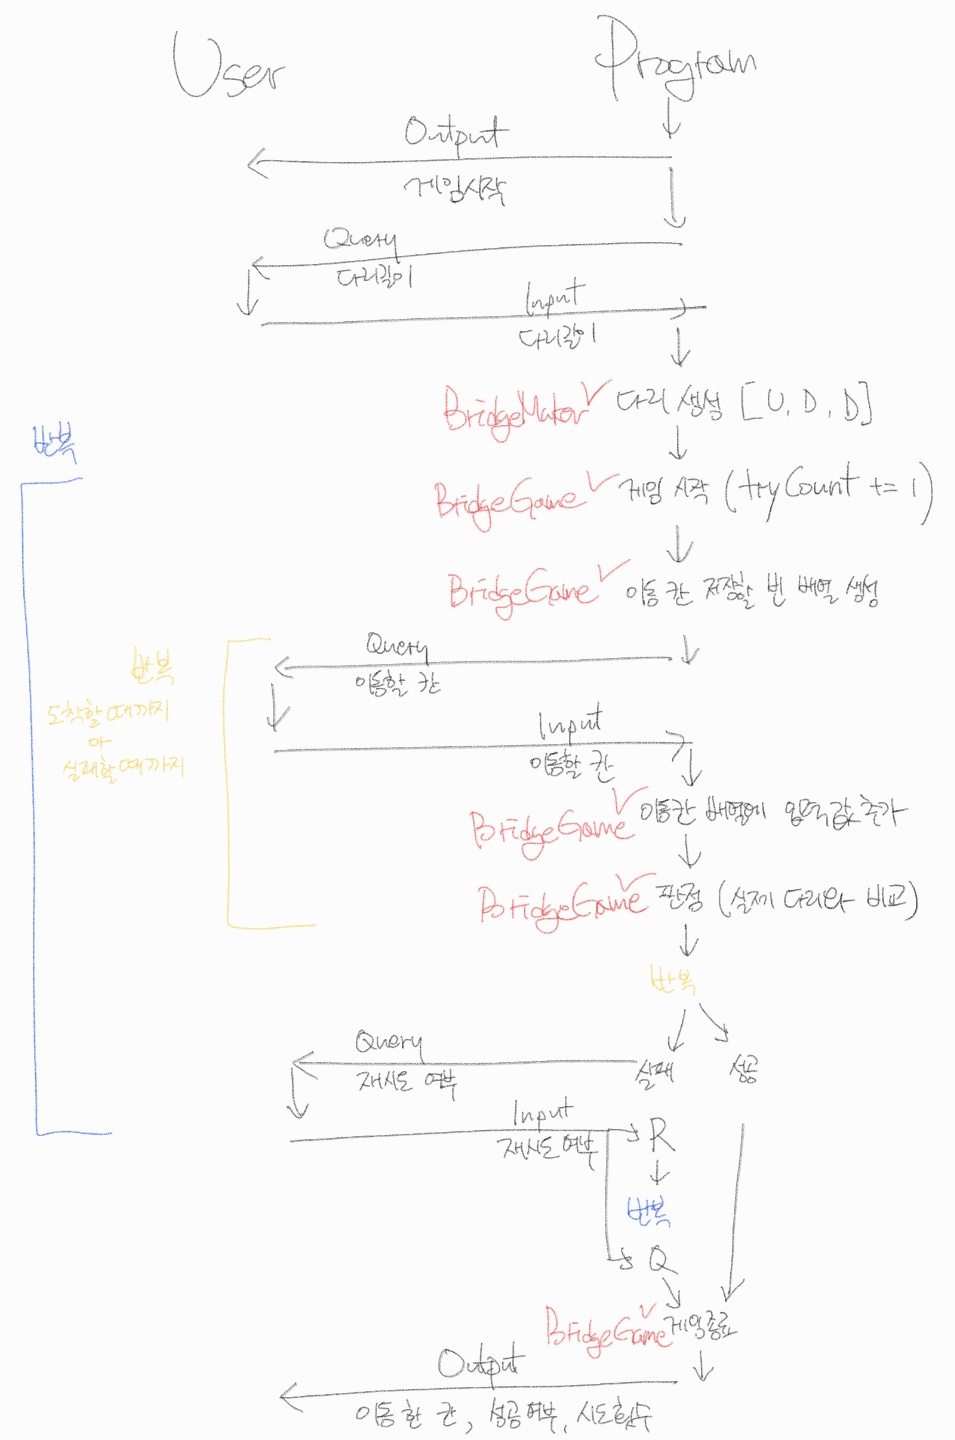 User
Program
Output
게임시작
Query
다리길이
Input
다리길이
BridgeMaker 다리 생성 [U, D, D]
반복
BridgeGame 게임 시작 (tryCount += 1)
BridgeGame 이동 칸 저장할 빈 배열 생성
Query
이동할 칸
반복
도착할때까지
or
실패할때까지
Input
이동할 칸
BridgeGame 이동칸 배열에 입력값 추가
BridgeGame 판정 (실제 다리와 비교)
반복
Query
재시도 여부
실패
성공
Input
재시도 여부
R
반복
Q
BridgeGame 게임종료
Output
이동한 칸, 성공여부, 시도횟수